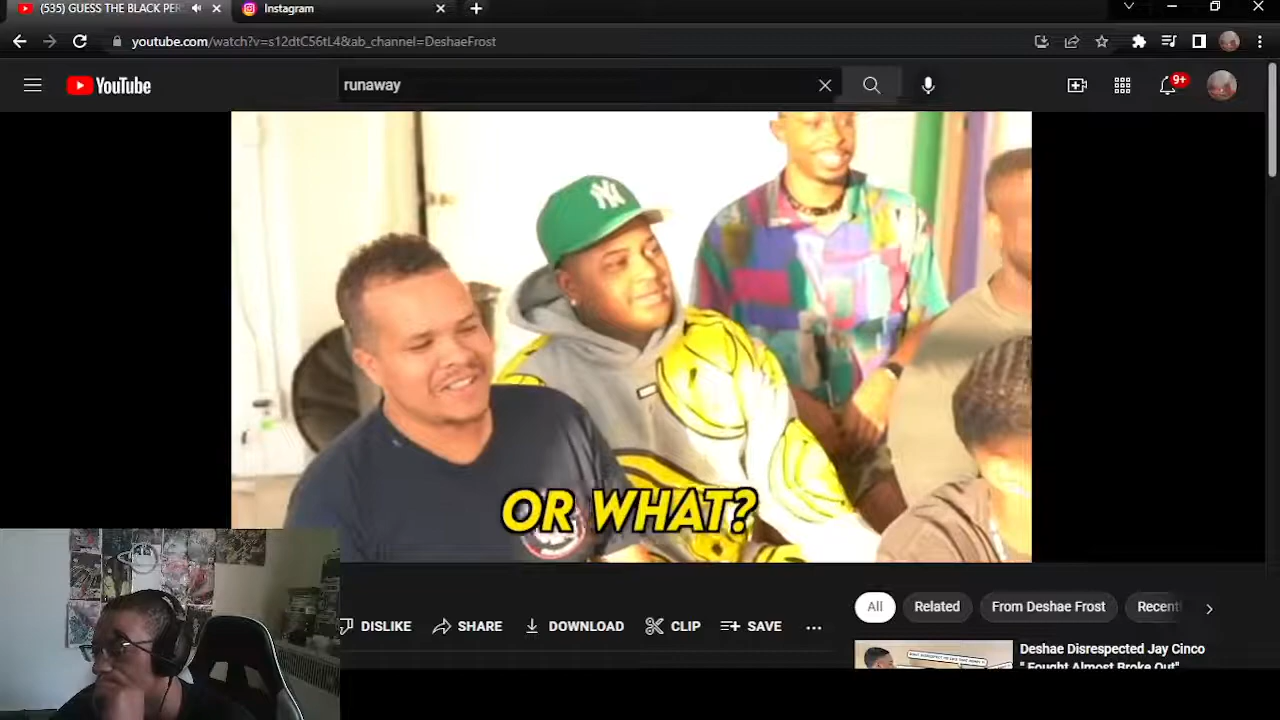 (535) GUESS THE BLACK PER
Instagram
youtube.com/watch?v=s12dtC56tL4&ab_channel=DeshaeFrost
YouTube
runaway
9+
NY
OR WHAT?
DISLIKE
SHARE
DOWNLOAD
CLIP
SAVE
All
Related
From Deshae Frost
Recent
Deshae Disrespected Jay Cinco
" Fought Almost Broke Out"